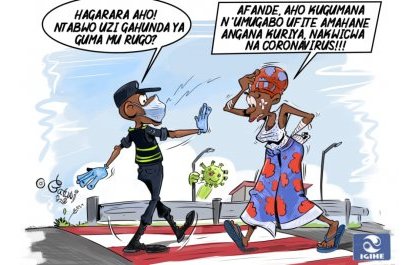 HAGARARA AHO!
NTABWO UZI GAHUNDA YA
GUMA MU RUGO?
AFANDE, AHO KUGUMANA
N'UMUGABO UFITE AMAHANE
ANGANA KURIYA, NAKWICWA
NA CORONAVIRUS!!!
IGIHE